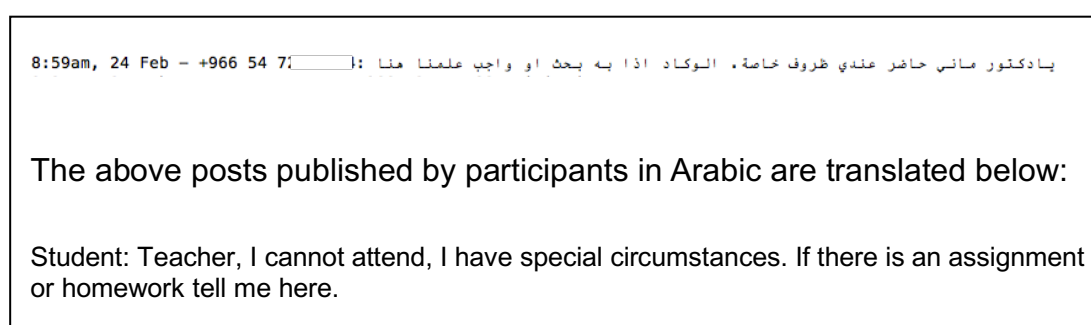 8:59am, 24 Feb – +966 54 7 : يادكتور ماني حاضر عندي ظروف خاصة. الوكاد اذا به بحث او واجب علمنا هنا
The above posts published by participants in Arabic are translated below:
Student: Teacher, I cannot attend, I have special circumstances. If there is an assignment
or homework tell me here.